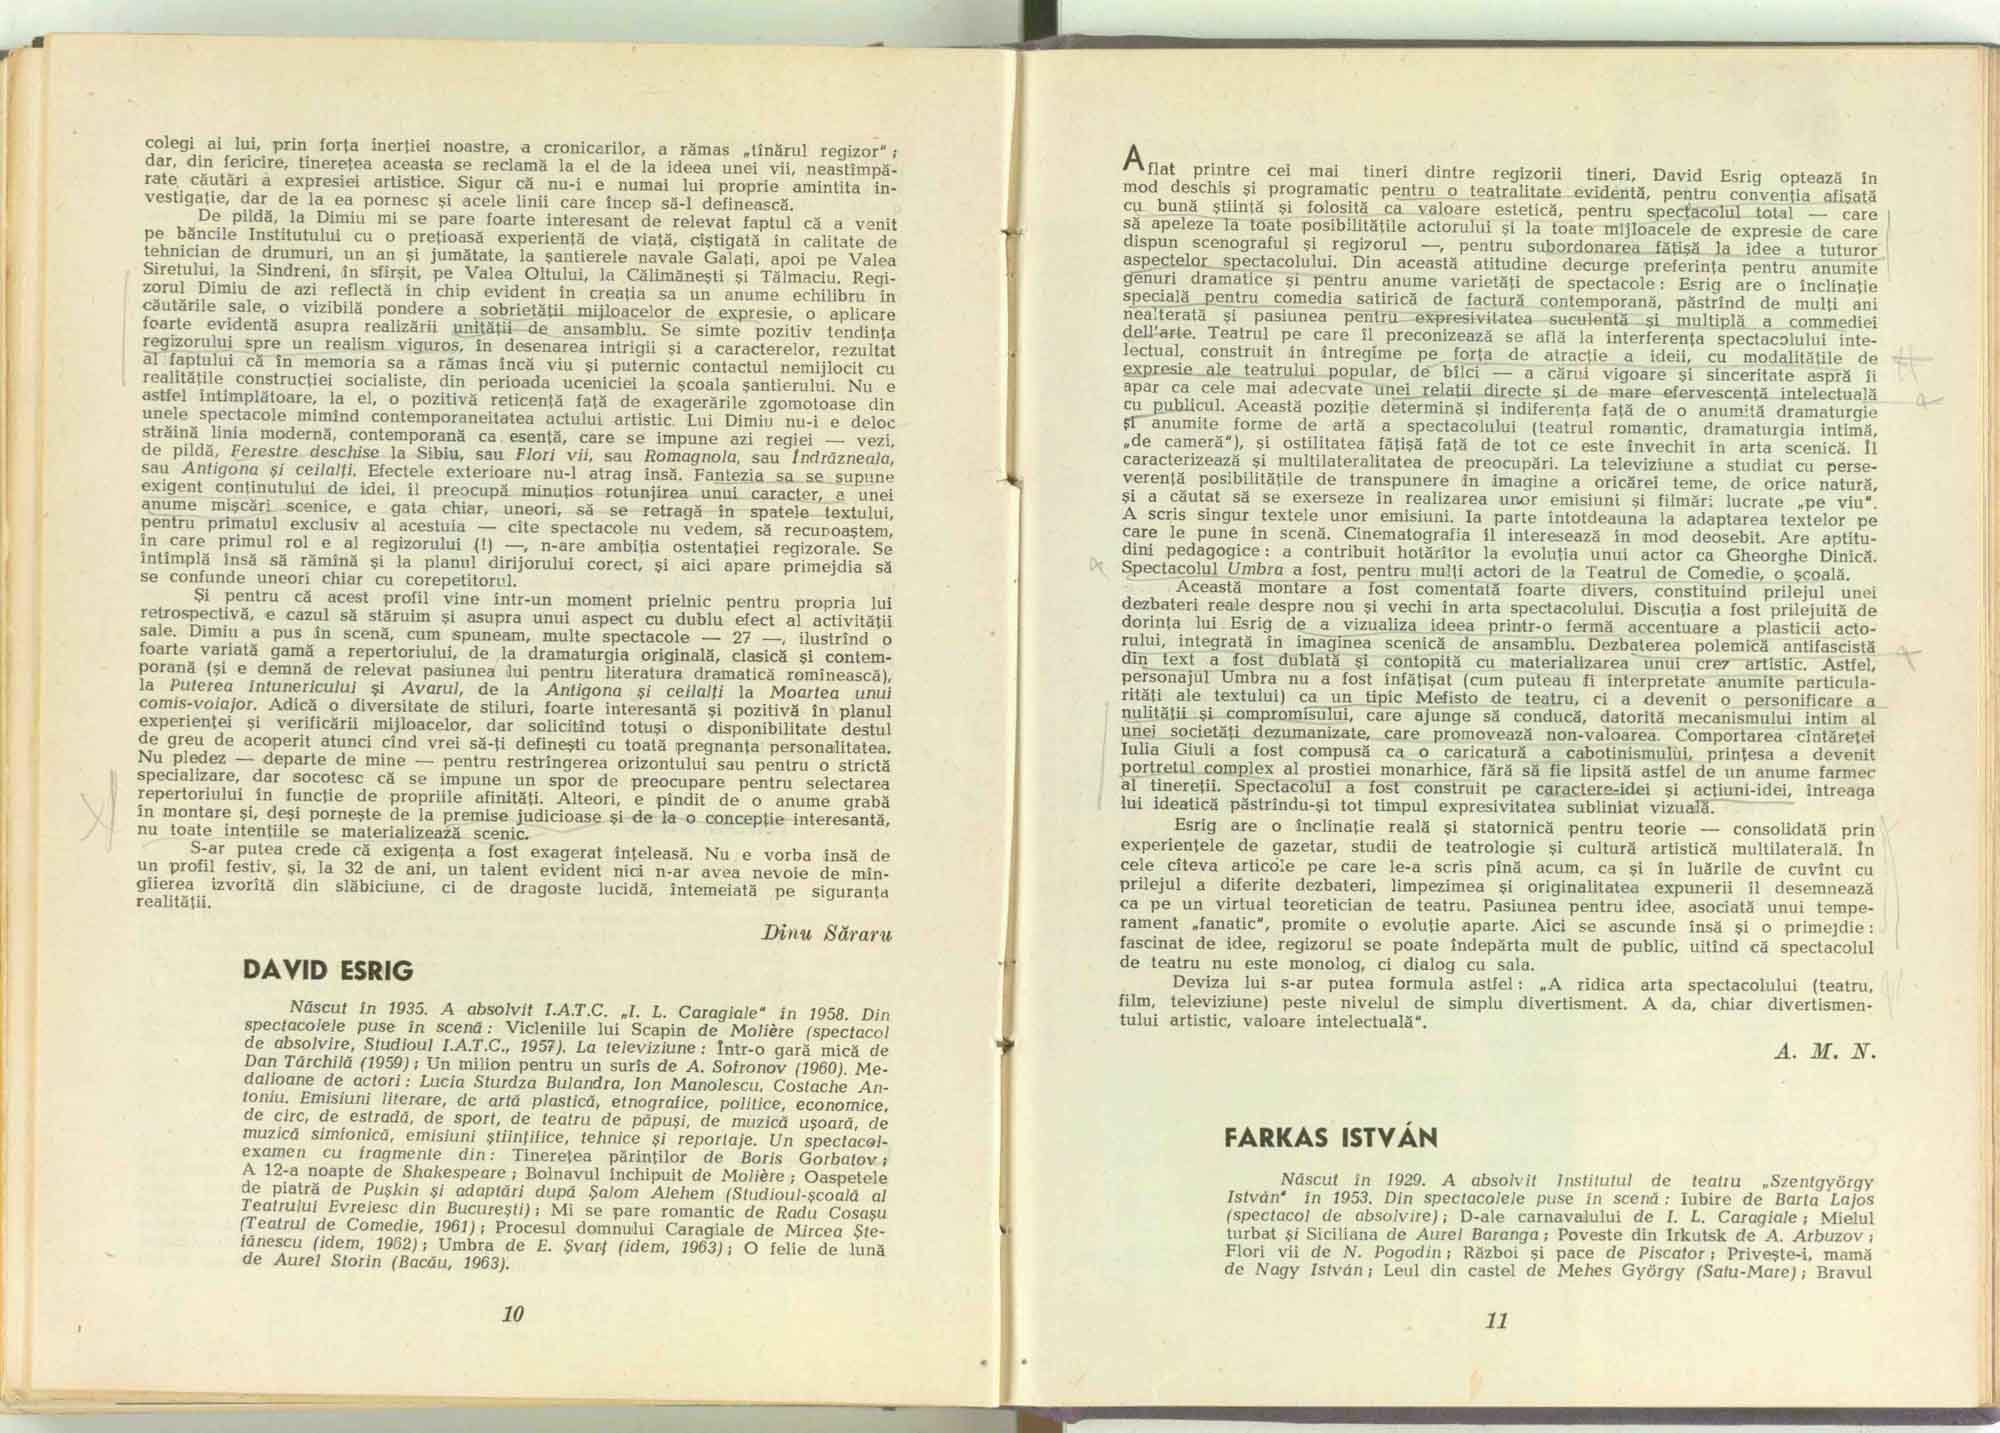 colegi ai lui, prin forța inerției noastre, a cronicarilor, a rămas „tînărul regizor" ;
dar, din fericire, tinerețea aceasta se reclamă la el de la ideea unei vii, neastîmpă-
rate căutări a expresiei artistice. Sigur că nu-i e numai lui proprie amintita in-
vestigație, dar de la ea pornesc și acele linii care încep să-l definească.
De pildă, la Dimiu mi se pare foarte interesant de relevat faptul că a venit
pe băncile Institutului cu o prețioasă experiență de viață, cîștigată în calitate de
tehnician de drumuri, un an și jumătate, la șantierele navale Galați, apoi pe Valea
Siretului, la Sindreni, în sfîrșit, pe Valea Oltului, la Călimănești și Tălmaciu. Regi-
zorul Dimiu de azi reflectă în chip evident în creația sa un anume echilibru în
căutările sale, o vizibilă pondere a sobrietății mijloacelor de expresie, o aplicare
foarte evidentă asupra realizării unității de ansamblu. Se simte pozitiv tendința
regizorului spre un realism viguros, în desenarea intrigii și a caracterelor, rezultat
al faptului că în memoria sa a rămas încă viu și puternic contactul nemijlocit cu
realitățile construcției socialiste, din perioada uceniciei la școala șantierului. Nu e
astfel întîmplătoare, la el, o pozitivă reticență față de exagerările zgomotoase din
unele spectacole mimînd contemporaneitatea actului artistic. Lui Dimiu nu-i e deloc
străină linia modernă, contemporană ca esență, care se impune azi regiei — vezi,
de pildă, Ferestre deschise la Sibiu, sau Flori vii, sau Romagnola, sau Îndrăzneala,
sau Antigona și ceilalți. Efectele exterioare nu-l atrag însă. Fantezia sa se supune
exigent conținutului de idei, îl preocupă minuțios rotunjirea unui caracter, a unei
anume mișcări scenice, e gata chiar, uneori, să se retragă în spatele textului,
pentru primatul exclusiv al acestuia — cîte spectacole nu vedem, să recunoaștem,
în care primul rol e al regizorului (!) —, n-are ambiția ostentației regizorale. Se
întîmplă însă să rămînă și la planul dirijorului corect, și aici apare primejdia să
se confunde uneori chiar cu corepetitorul.
Și pentru că acest profil vine într-un moment prielnic pentru propria lui
retrospectivă, e cazul să stăruim și asupra unui aspect cu dublu efect al activității
sale. Dimiu a pus în scenă, cum spuneam, multe spectacole — 27 —, ilustrînd o
foarte variată gamă a repertoriului, de la dramaturgia originală, clasică și contem-
porană (și e demnă de relevat pasiunea lui pentru literatura dramatică romînească),
la Puterea întunericului și Avarul, de la Antigona și ceilalți la Moartea unui
comis-voiajor. Adică o diversitate de stiluri, foarte interesantă și pozitivă în planul
experienței și verificării mijloacelor, dar solicitînd totuși o disponibilitate destul
de greu de acoperit atunci cînd vrei să-ți definești cu toată pregnanța personalitatea.
Nu pledez — departe de mine — pentru restrîngerea orizontului sau pentru o strictă
specializare, dar socotesc că se impune un spor de preocupare pentru selectarea
repertoriului în funcție de propriile afinități. Alteori, e pîndit de o anume grabă
în montare și, deși pornește de la premise judicioase și de la o concepție interesantă,
nu toate intențiile se materializează scenic.
S-ar putea crede că exigența a fost exagerat înțeleasă. Nu e vorba însă de
un profil festiv, și, la 32 de ani, un talent evident nici n-ar avea nevoie de mîn-
gîierea izvorîtă din slăbiciune, ci de dragoste lucidă, întemeiată pe siguranța
realității.
Dinu Săraru
DAVID ESRIG
Născut în 1935. A absolvit I.A.T.C. „I. L. Caragiale" în 1958. Din
spectacolele puse în scenă : Vicleniile lui Scapin de Molière (spectacol
de absolvire, Studioul I.A.T.C., 1957). La televiziune : Într-o gară mică de
Dan Tărchilă (1959) ; Un milion pentru un surîs de A. Sofronov (1960). Me-
dalioane de actori : Lucia Sturdza Bulandra, Ion Manolescu, Costache An-
toniu. Emisiuni literare, de artă plastică, etnografice, politice, economice,
de circ, de estradă, de sport, de teatru de păpuși, de muzică ușoară, de
muzică simfonică, emisiuni științifice, tehnice și reportaje. Un spectacol-
examen cu fragmente din : Tinerețea părinților de Boris Gorbatov ;
A 12-a noapte de Shakespeare ; Bolnavul închipuit de Molière ; Oaspetele
de piatră de Pușkin și adaptări după Șalom Alehem (Studioul-școală al
Teatrului Evreiesc din București) ; Mi se pare romantic de Radu Cosașu
(Teatrul de Comedie, 1961) ; Procesul domnului Caragiale de Mircea Ște-
fănescu (idem, 1962) ; Umbra de E. Șvarț (idem, 1963) ; O felie de lună
de Aurel Storin (Bacău, 1963).
10
Aflat printre cei mai tineri dintre regizorii tineri, David Esrig optează în
mod deschis și programatic pentru o teatralitate evidentă, pentru convenția afișată
cu bună știință și folosită ca valoare estetică, pentru spectacolul total — care
să apeleze la toate posibilitățile actorului și la toate mijloacele de expresie de care
dispun scenograful și regizorul —, pentru subordonarea fățișă la idee a tuturor
aspectelor spectacolului. Din această atitudine decurge preferința pentru anumite
genuri dramatice și pentru anume varietăți de spectacole : Esrig are o înclinație
specială pentru comedia satirică de factură contemporană, păstrînd de mulți ani
nealterată și pasiunea pentru expresivitatea suculentă și multiplă a commediei
dell'arte. Teatrul pe care îl preconizează se află la interferența spectacolului inte-
lectual, construit în întregime pe forța de atracție a ideii, cu modalitățile de
expresie ale teatrului popular, de bîlci — a cărui vigoare și sinceritate aspră îi
apar ca cele mai adecvate unei relații directe și de mare efervescență intelectuală
cu publicul. Această poziție determină și indiferența față de o anumită dramaturgie
și anumite forme de artă a spectacolului (teatrul romantic, dramaturgia intimă,
„de cameră"), și ostilitatea fățișă față de tot ce este învechit în arta scenică. Îl
caracterizează și multilateralitatea de preocupări. La televiziune a studiat cu perse-
verență posibilitățile de transpunere în imagine a oricărei teme, de orice natură,
și a căutat să se exerseze în realizarea unor emisiuni și filmări lucrate „pe viu".
A scris singur textele unor emisiuni. Ia parte întotdeauna la adaptarea textelor pe
care le pune în scenă. Cinematografia îl interesează în mod deosebit. Are aptitu-
dini pedagogice : a contribuit hotărîtor la evoluția unui actor ca Gheorghe Dinică.
Spectacolul Umbra a fost, pentru mulți actori de la Teatrul de Comedie, o școală.
Această montare a fost comentată foarte divers, constituind prilejul unei
dezbateri reale despre nou și vechi în arta spectacolului. Discuția a fost prilejuită de
dorința lui Esrig de a vizualiza ideea printr-o fermă accentuare a plasticii acto-
rului, integrată în imaginea scenică de ansamblu. Dezbaterea polemică antifascistă
din text a fost dublată și contopită cu materializarea unui crez artistic. Astfel,
personajul Umbra nu a fost înfățișat (cum puteau fi interpretate anumite particula-
rități ale textului) ca un tipic Mefisto de teatru, ci a devenit o personificare a
nulității și compromisului, care ajunge să conducă, datorită mecanismului intim al
unei societăți dezumanizate, care promovează non-valoarea. Comportarea cîntăreței
Iulia Giuli a fost compusă ca o caricatură a cabotinismului, prințesa a devenit
portretul complex al prostiei monarhice, fără să fie lipsită astfel de un anume farmec
al tinereții. Spectacolul a fost construit pe caractere-idei și acțiuni-idei, întreaga
lui ideatică păstrîndu-și tot timpul expresivitatea subliniat vizuală.
Esrig are o înclinație reală și statornică pentru teorie — consolidată prin
experiențele de gazetar, studii de teatrologie și cultură artistică multilaterală. În
cele cîteva articole pe care le-a scris pînă acum, ca și în luările de cuvînt cu
prilejul a diferite dezbateri, limpezimea și originalitatea expunerii îl desemnează
ca pe un virtual teoretician de teatru. Pasiunea pentru idee, asociată unui tempe-
rament „fanatic", promite o evoluție aparte. Aici se ascunde însă și o primejdie :
fascinat de idee, regizorul se poate îndepărta mult de public, uitînd că spectacolul
de teatru nu este monolog, ci dialog cu sala.
Deviza lui s-ar putea formula astfel : „A ridica arta spectacolului (teatru,
film, televiziune) peste nivelul de simplu divertisment. A da, chiar divertismen-
tului artistic, valoare intelectuală".
A. M. N.
FARKAS ISTVÁN
Născut în 1929. A absolvit Institutul de teatru „Szentgyörgy
István" în 1953. Din spectacolele puse în scenă : Iubire de Barta Lajos
(spectacol de absolvire) ; D-ale carnavalului de I. L. Caragiale ; Mielul
turbat și Siciliana de Aurel Baranga ; Poveste din Irkutsk de A. Arbuzov ;
Flori vii de N. Pogodin ; Război și pace de Piscator ; Privește-i, mamă
de Nagy István ; Leul din castel de Mehes György (Satu-Mare) ; Bravul
11